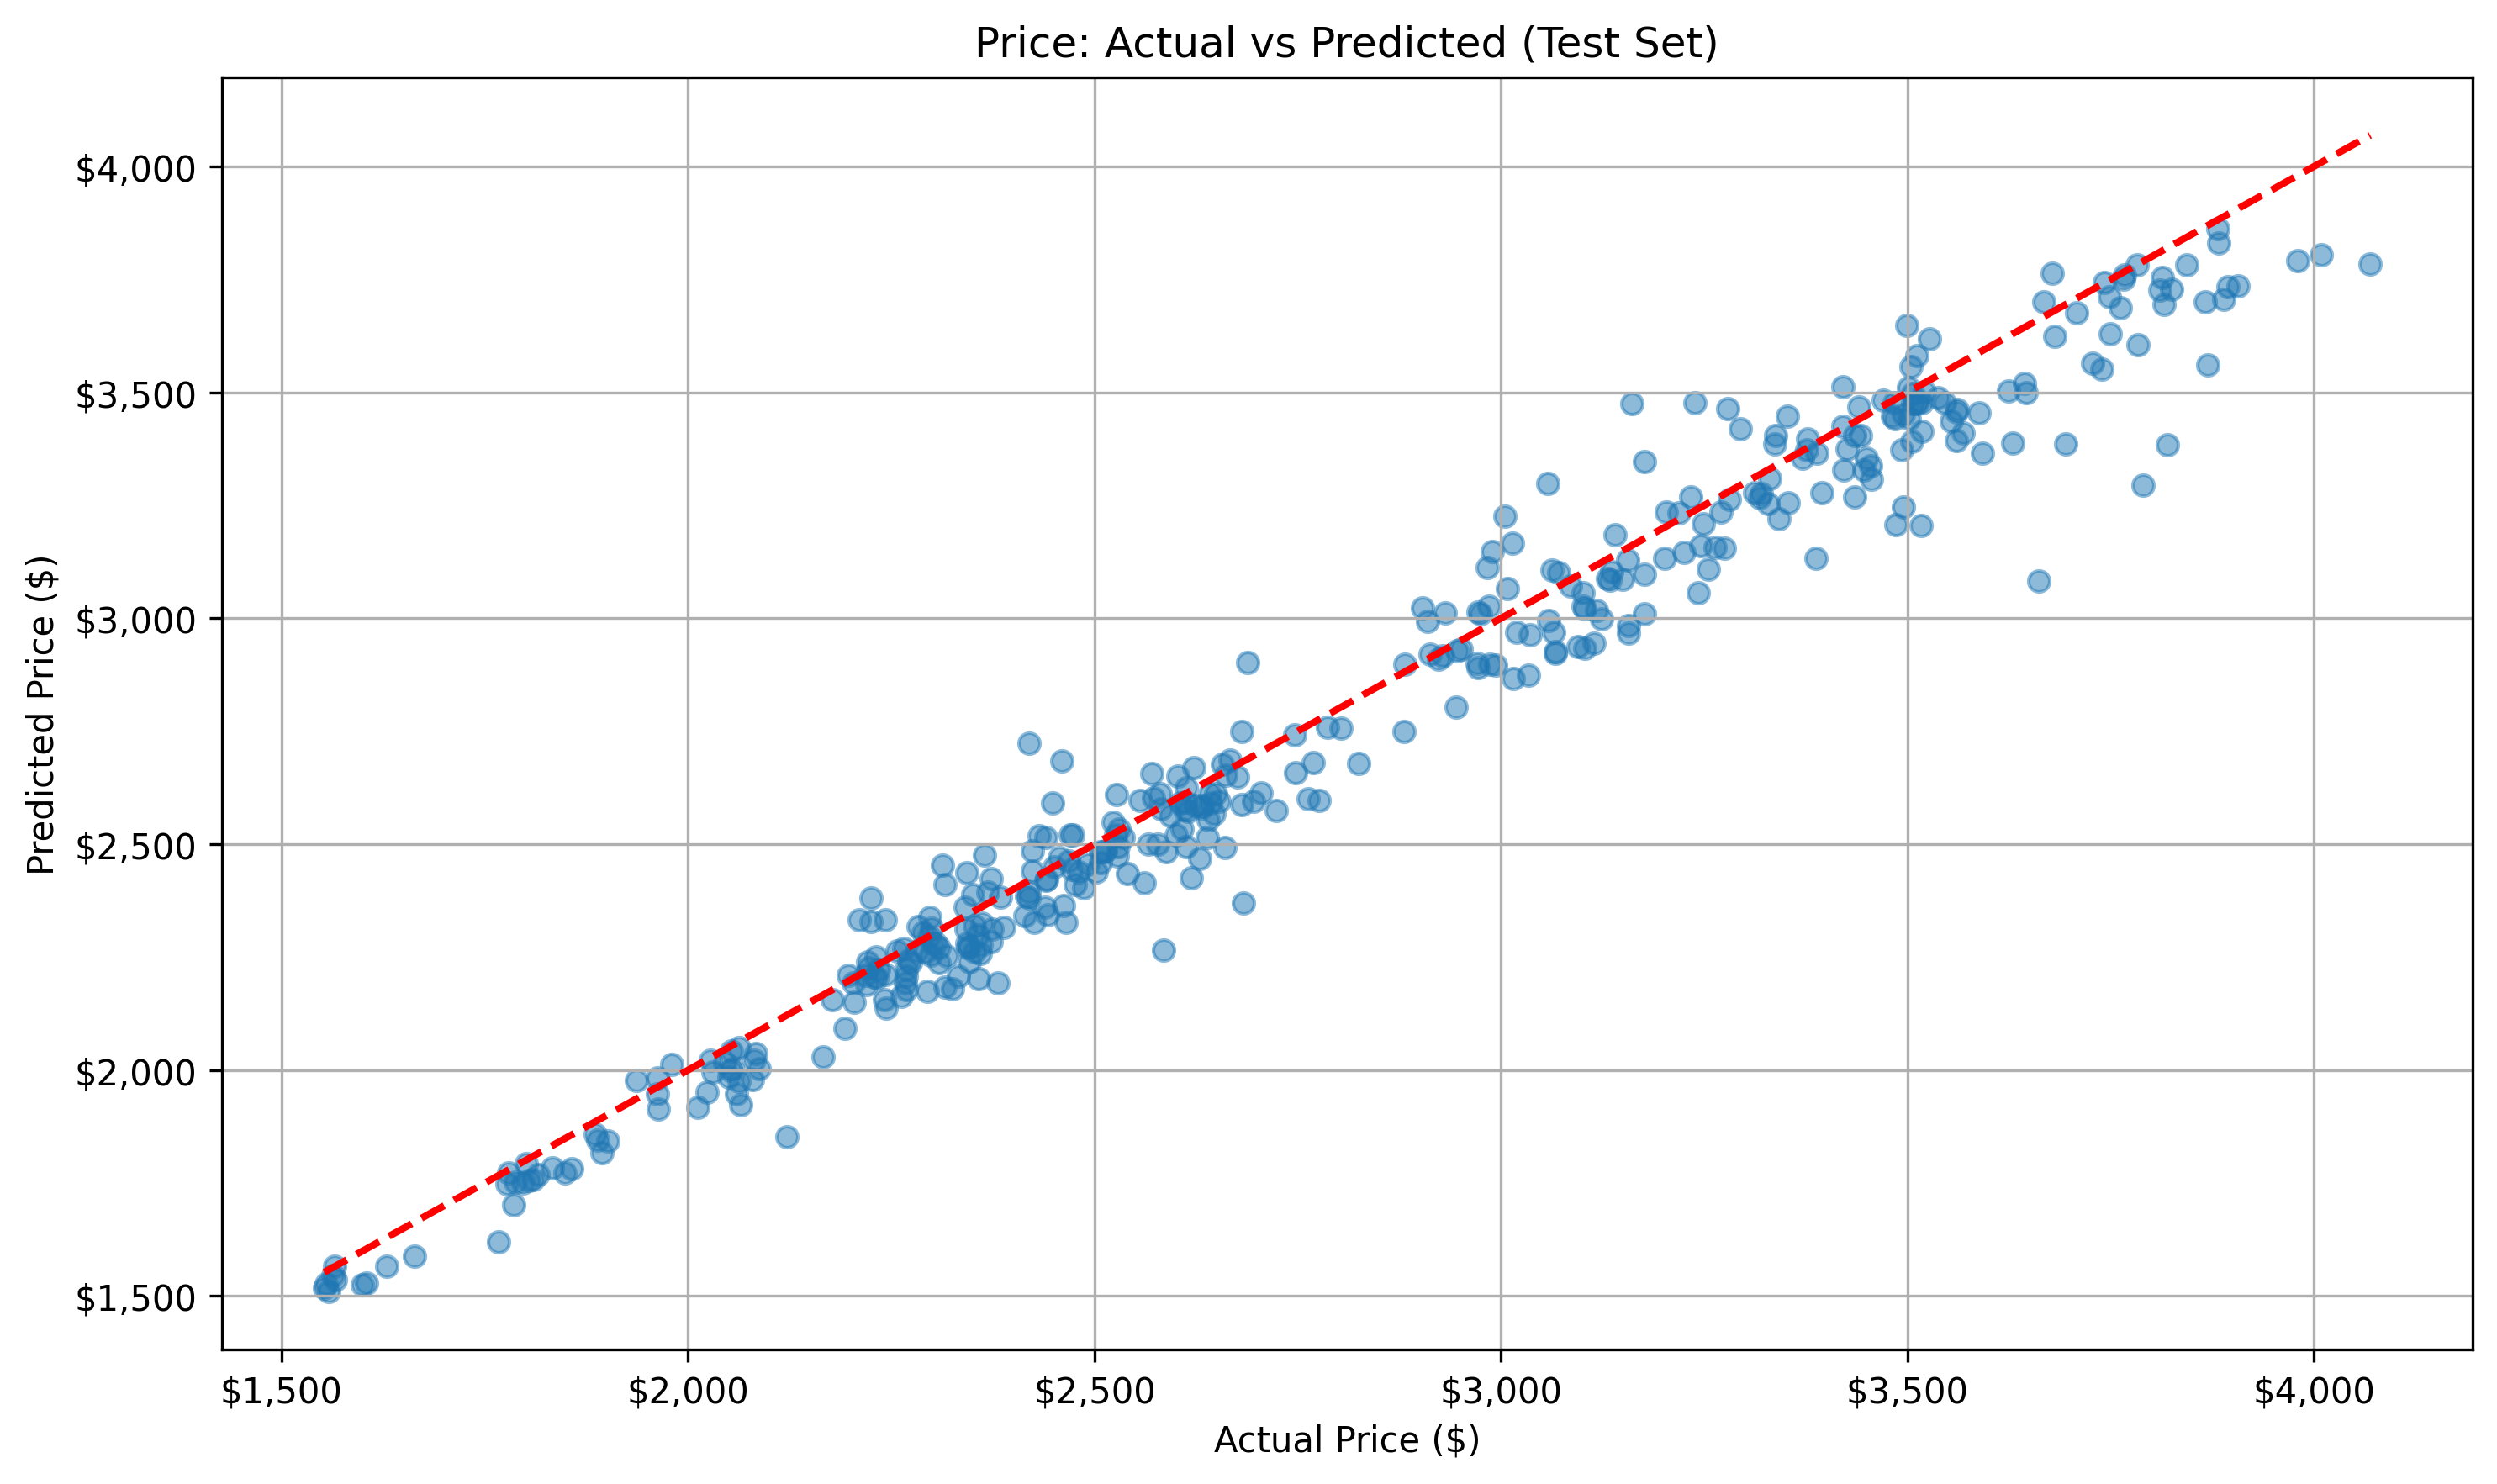 Price: Actual vs Predicted (Test Set)
Predicted Price ($)
$4,000
$3,500
$3,000
$2,500
$2,000
$1,500
$1,500 $2,000 $2,500 $3,000 $3,500 $4,000
Actual Price ($)